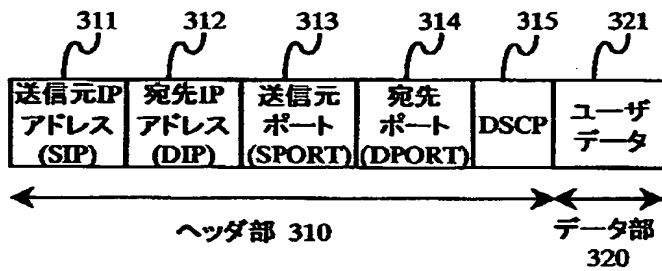 311
312
313
314
315
321
送信元IP
アドレス
(SIP)
宛先IP
アドレス
(DIP)
送信元
ポート
(SPORT)
宛先
ポート
(DPORT)
DSCP
ユーザ
データ
ヘッダ部 310
データ部
320